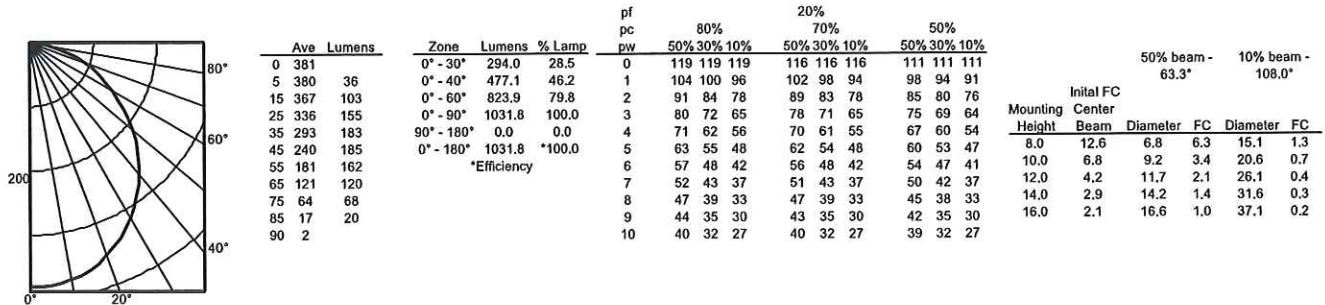 80°
60°
40°
200
0° 20°
Ave Lumens
0 381
5 380 36
15 367 103
25 336 155
35 293 183
45 240 185
55 181 162
65 121 120
75 64 68
85 17 20
90 2
Zone Lumens % Lamp
0° - 30° 294.0 28.5
0° - 40° 477.1 46.2
0° - 60° 823.9 79.8
0° - 90° 1031.8 100.0
90° - 180° 0.0 0.0
0° - 180° 1031.8 *100.0
*Efficiency
pf 20%
pc 80% 70% 50%
pw 50% 30% 10% 50% 30% 10% 50% 30% 10%
0 119 119 119 116 116 116 111 111 111
1 104 100 96 102 98 94 98 94 91
2 91 84 78 89 83 78 85 80 76
3 80 72 65 78 71 65 75 69 64
4 71 62 56 70 61 55 67 60 54
5 63 55 48 62 54 48 60 53 47
6 57 48 42 56 48 42 54 47 41
7 52 43 37 51 43 37 50 42 37
8 47 39 33 47 39 33 45 38 33
9 44 35 30 43 35 30 42 35 30
10 40 32 27 40 32 27 39 32 27
50% beam - 10% beam -
63.3° 108.0°
Inital FC
Mounting Center
Height Beam Diameter FC Diameter FC
8.0 12.6 6.8 6.3 15.1 1.3
10.0 6.8 9.2 3.4 20.6 0.7
12.0 4.2 11.7 2.1 26.1 0.4
14.0 2.9 14.2 1.4 31.6 0.3
16.0 2.1 16.6 1.0 37.1 0.2